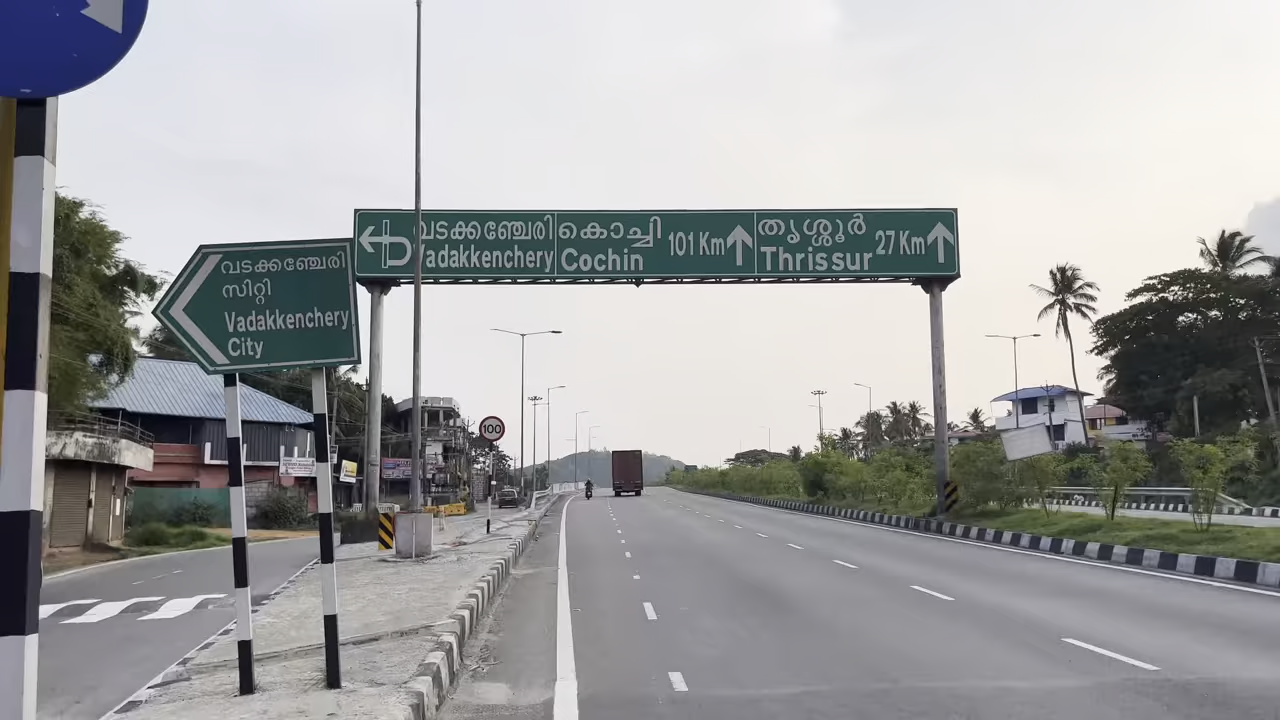 വടക്കഞ്ചേരി
Vadakkenchery
കൊച്ചി
Cochin
101 Km
തൃശ്ശൂർ
Thrissur
27 Km
വടക്കഞ്ചേരി
സിറ്റി
Vadakkenchery
City
100